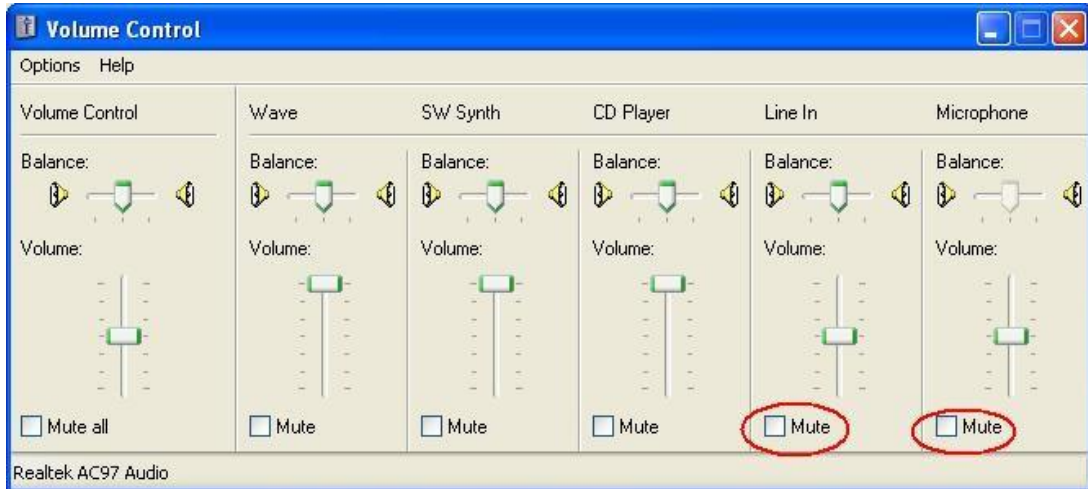 Volume Control
Options Help
Volume Control Wave SW Synth CD Player Line In Microphone
Balance: Balance: Balance: Balance: Balance: Balance:
Volume: Volume: Volume: Volume: Volume: Volume:
Mute all Mute Mute Mute Mute Mute
Realtek AC97 Audio